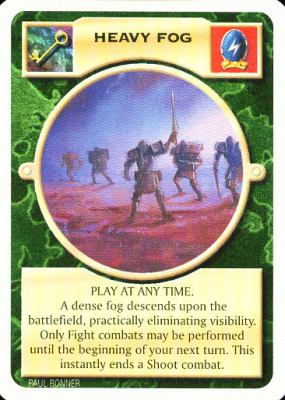 HEAVY FOG
PLAY AT ANY TIME.
A dense fog descends upon the
battlefield, practically eliminating visibility.
Only Fight combats may be performed
until the beginning of your next turn. This
instantly ends a Shoot combat.
PAUL BONNER